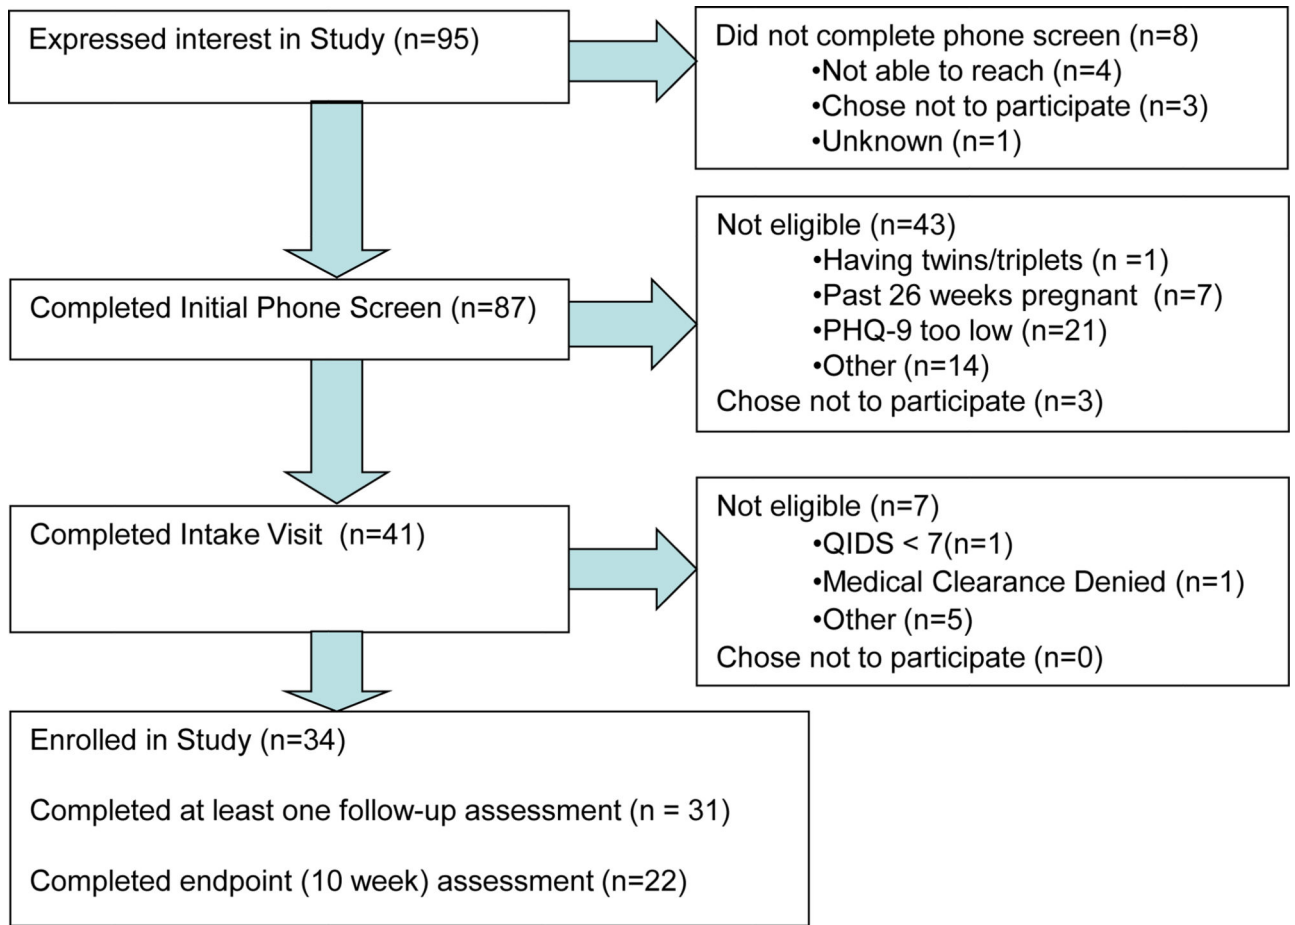 Expressed interest in Study (n=95)
Did not complete phone screen (n=8)
•Not able to reach (n=4)
•Chose not to participate (n=3)
•Unknown (n=1)
Completed Initial Phone Screen (n=87)
Not eligible (n=43)
•Having twins/triplets (n =1)
•Past 26 weeks pregnant  (n=7)
•PHQ-9 too low (n=21)
•Other (n=14)
Chose not to participate (n=3)
Completed Intake Visit  (n=41)
Not eligible (n=7)
•QIDS < 7(n=1)
•Medical Clearance Denied (n=1)
•Other (n=5)
Chose not to participate (n=0)
Enrolled in Study (n=34)
Completed at least one follow-up assessment (n = 31)
Completed endpoint (10 week) assessment (n=22)